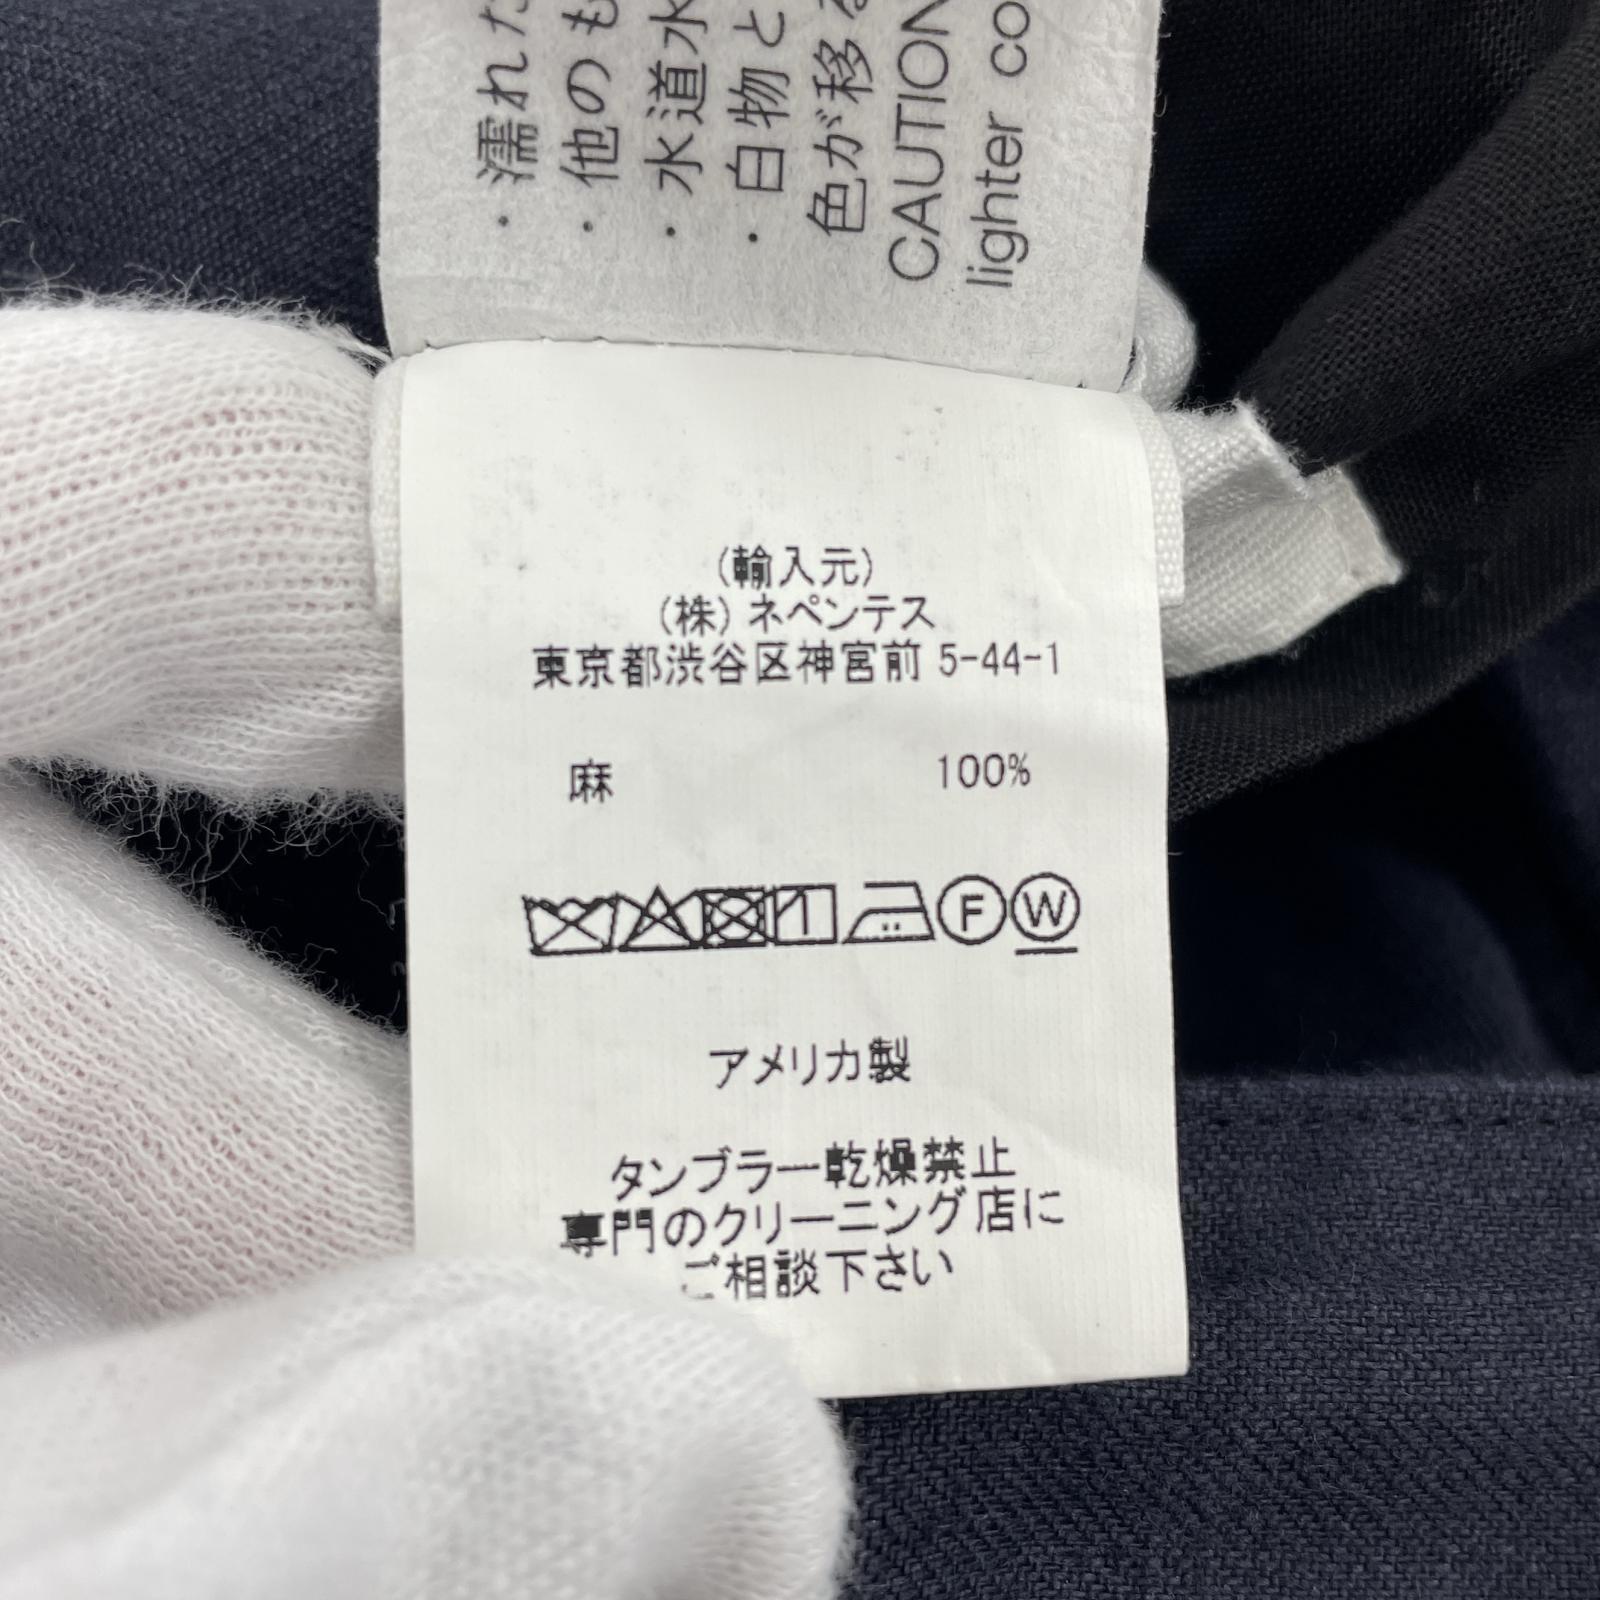 ・濡れた
・他のも
・水道水
・白物と
色が移る
CAUTION
lighter co
(輸入元)
(株) ネペンテス
東京都渋谷区神宮前 5-44-1
麻 100%
F W
アメリカ製
タンブラー乾燥禁止
専門のクリーニング店に
ご相談下さい